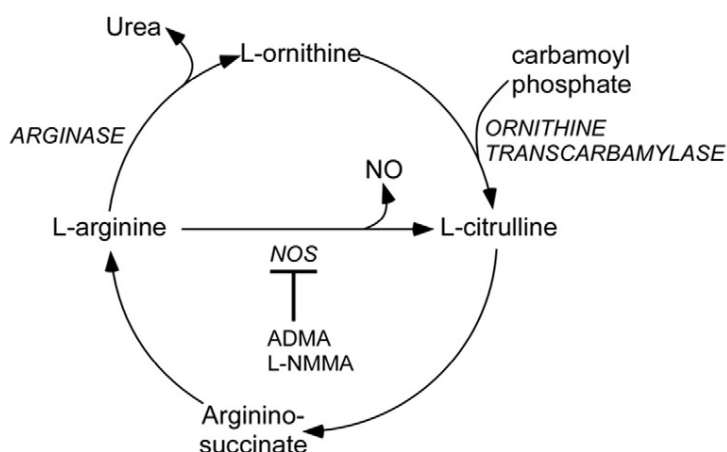 Urea
L-ornithine
carbamoyl
phosphate
ARGINASE
ORNITHINE
TRANSCARBAMYLASE
NO
L-arginine
L-citrulline
NOS
ADMA
L-NMMA
Arginino-
succinate